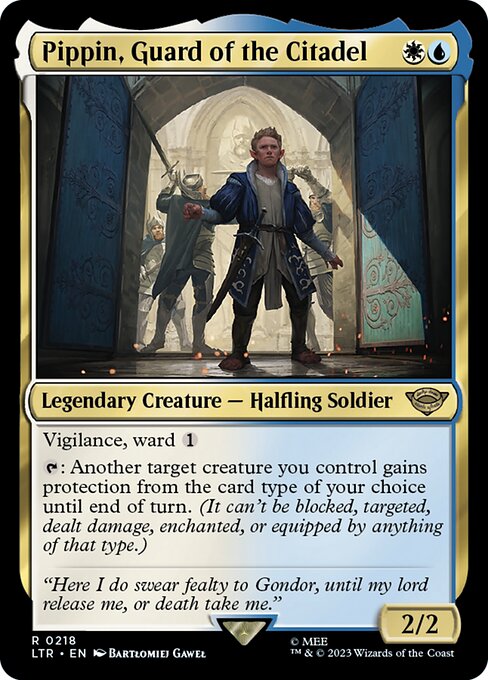 Pippin, Guard of the Citadel
Legendary Creature — Halfling Soldier
Vigilance, ward 1
: Another target creature you control gains
protection from the card type of your choice
until end of turn. (It can't be blocked, targeted,
dealt damage, enchanted, or equipped by anything
of that type.)
"Here I do swear fealty to Gondor, until my lord
release me, or death take me."
2/2
R 0218
LTR • EN Bartłomiej Gaweł
© MEE
™ & © 2023 Wizards of the Coast